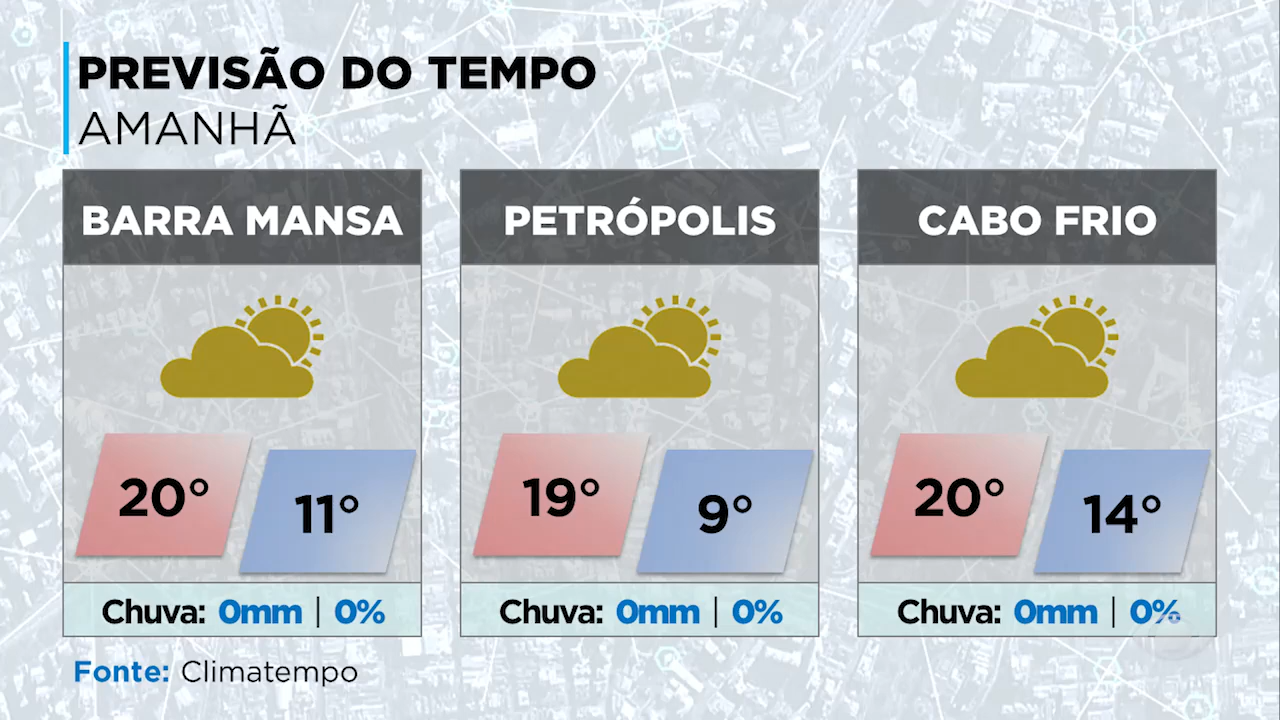 PREVISÃO DO TEMPO
AMANHÃ
BARRA MANSA
20°
11°
Chuva: 0mm | 0%
PETRÓPOLIS
19°
9°
Chuva: 0mm | 0%
CABO FRIO
20°
14°
Chuva: 0mm | 0%
Fonte: Climatempo